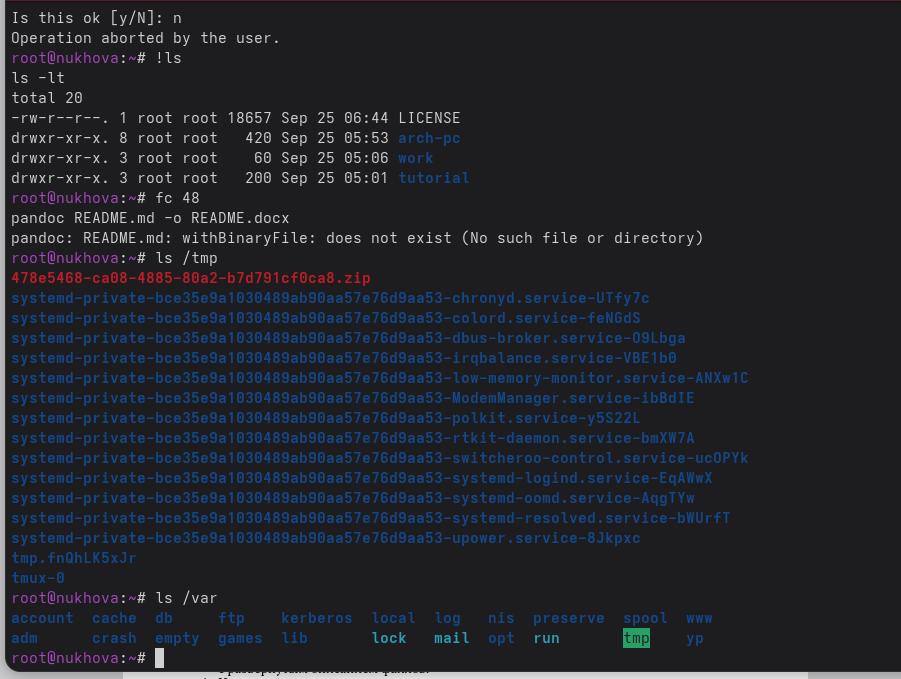 Is this ok [y/N]: n
Operation aborted by the user.
root@nukhova:~# !ls
ls -lt
total 20
-rw-r--r--. 1 root root 18657 Sep 25 06:44 LICENSE
drwxr-xr-x. 8 root root   420 Sep 25 05:53 arch-pc
drwxr-xr-x. 3 root root    60 Sep 25 05:06 work
drwxr-xr-x. 3 root root   200 Sep 25 05:01 tutorial
root@nukhova:~# fc 48
pandoc README.md -o README.docx
pandoc: README.md: withBinaryFile: does not exist (No such file or directory)
root@nukhova:~# ls /tmp
478e5468-ca08-4885-80a2-b7d791cf0ca8.zip
systemd-private-bce35e9a1030489ab90aa57e76d9aa53-chronyd.service-UTfy7c
systemd-private-bce35e9a1030489ab90aa57e76d9aa53-colord.service-feNGdS
systemd-private-bce35e9a1030489ab90aa57e76d9aa53-dbus-broker.service-O9Lbga
systemd-private-bce35e9a1030489ab90aa57e76d9aa53-irqbalance.service-VBE1b0
systemd-private-bce35e9a1030489ab90aa57e76d9aa53-low-memory-monitor.service-ANXw1C
systemd-private-bce35e9a1030489ab90aa57e76d9aa53-ModemManager.service-ibBdIE
systemd-private-bce35e9a1030489ab90aa57e76d9aa53-polkit.service-y5S22L
systemd-private-bce35e9a1030489ab90aa57e76d9aa53-rtkit-daemon.service-bmXW7A
systemd-private-bce35e9a1030489ab90aa57e76d9aa53-switcheroo-control.service-ucOPYk
systemd-private-bce35e9a1030489ab90aa57e76d9aa53-systemd-logind.service-EqAWwX
systemd-private-bce35e9a1030489ab90aa57e76d9aa53-systemd-oomd.service-AqgTYw
systemd-private-bce35e9a1030489ab90aa57e76d9aa53-systemd-resolved.service-bWUrfT
systemd-private-bce35e9a1030489ab90aa57e76d9aa53-upower.service-8Jkpxc
tmp.fnQhLK5xJr
tmux-0
root@nukhova:~# ls /var
account  cache  db     ftp    kerberos  local  log   nis  preserve  spool  www
adm      crash  empty  games  lib       lock   mail  opt  run       tmp    yp
root@nukhova:~#